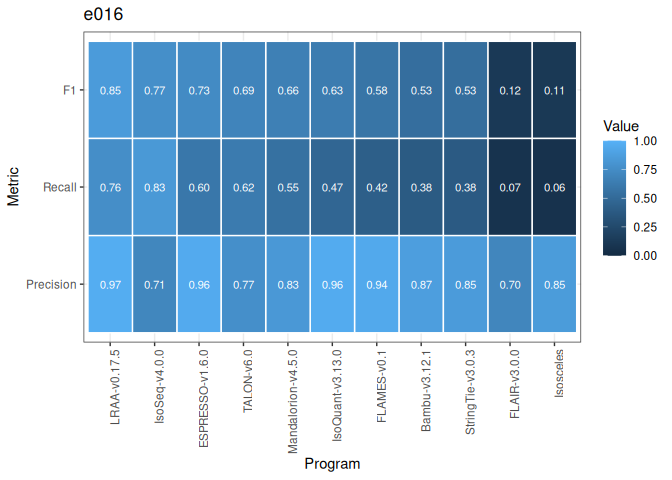 e016
Metric
F1
0.85 0.77 0.73 0.69 0.66 0.63 0.58 0.53 0.53 0.12 0.11
Recall
0.76 0.83 0.60 0.62 0.55 0.47 0.42 0.38 0.38 0.07 0.06
Precision
0.97 0.71 0.96 0.77 0.83 0.96 0.94 0.87 0.85 0.70 0.85
LRAA-v0.17.5
IsoSeq-v4.0.0
ESPRESSO-v1.6.0
TALON-v6.0
Mandalorion-v4.5.0
IsoQuant-v3.13.0
FLAMES-v0.1
Bambu-v3.12.1
StringTie-v3.0.3
FLAIR-v3.0.0
Isosceles
Program
Value
1.00
0.75
0.50
0.25
0.00